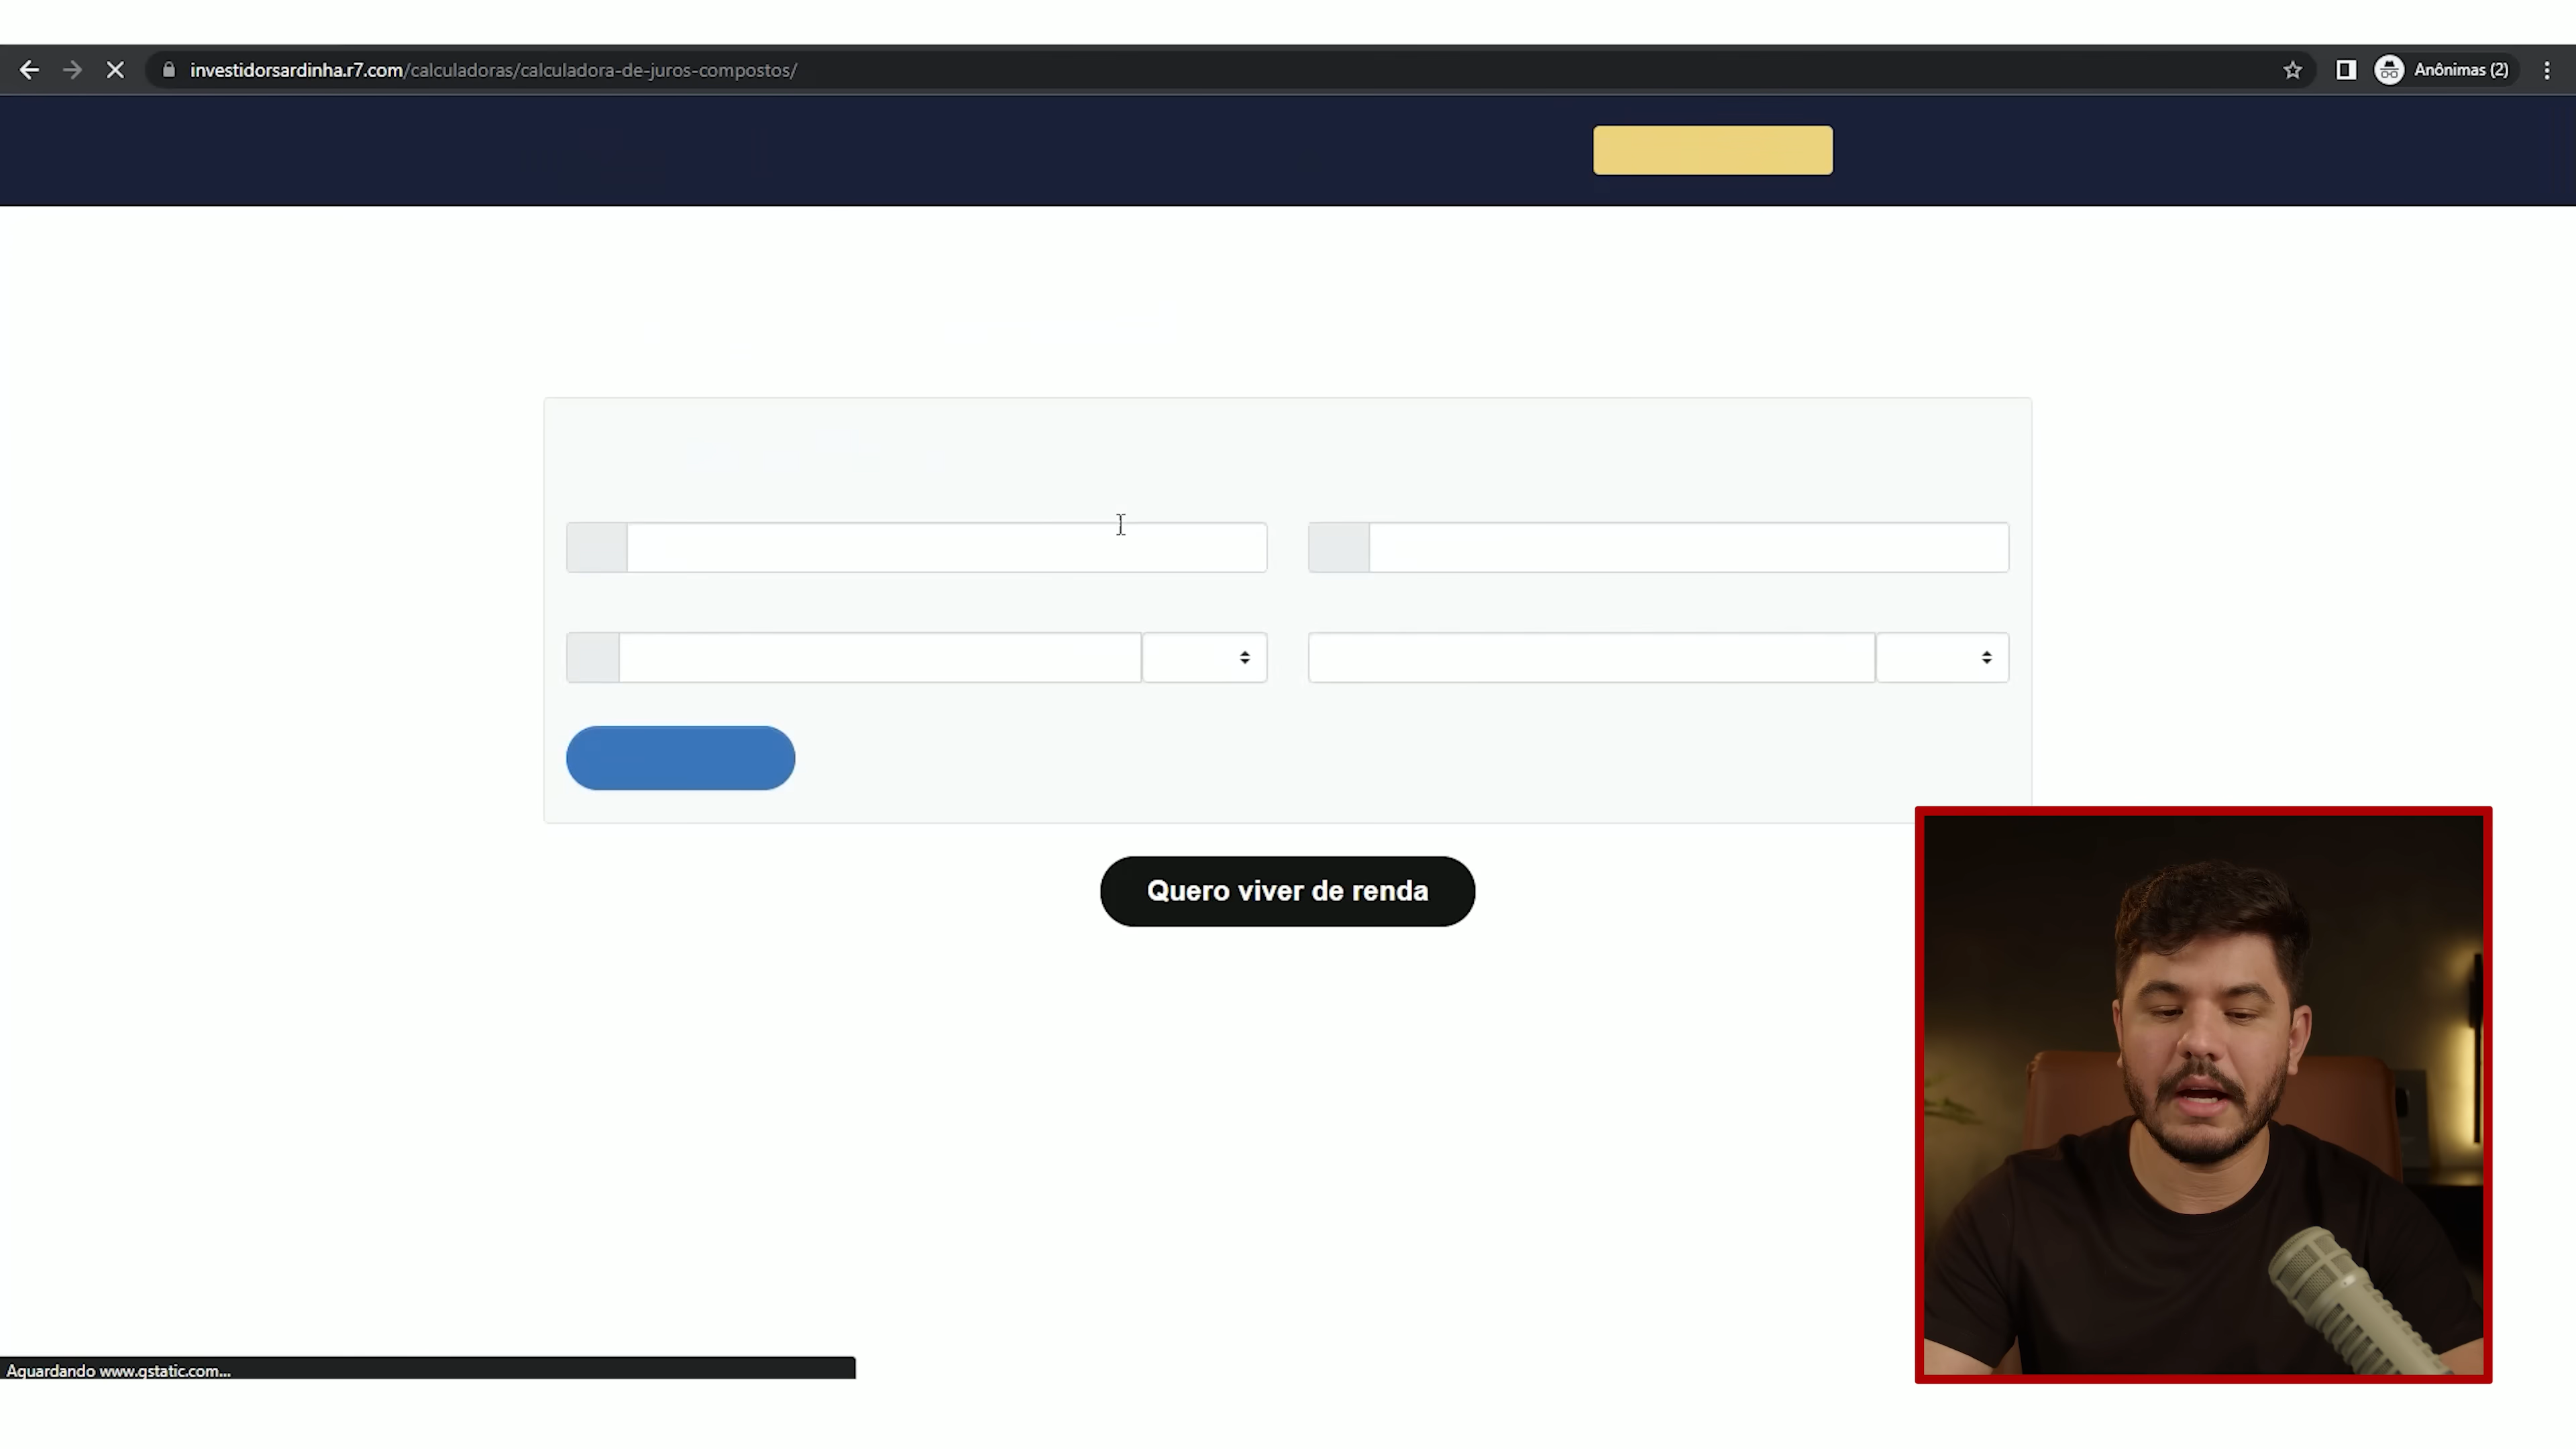 investidorsardinha.r7.com/calculadoras/calculadora-de-juros-compostos/
Anônimas (2)
Quero viver de renda
Aguardando www.gstatic.com...